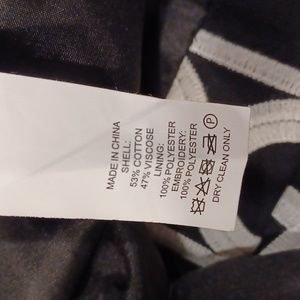 MADE IN CHINA
SHELL:
53% COTTON
47% VISCOSE
LINING:
100% POLYESTER
EMBROIDERY:
100% POLYESTER
P
DRY CLEAN ONLY